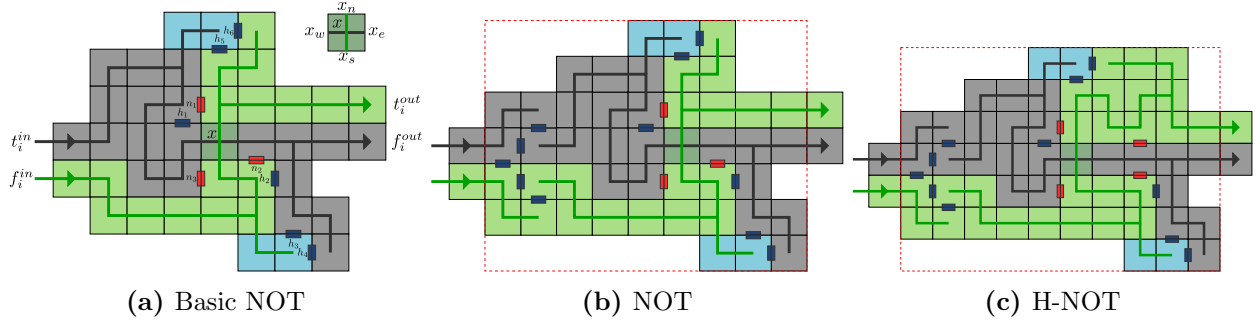 x_n
x_w x x_e
x_s
h_6
h_5
n_1
h_1
t_i^{out}
t_i^{in} x f_i^{out}
n_2
f_i^{in} n_3 h_2
h_3 h_4
(a) Basic NOT (b) NOT (c) H-NOT